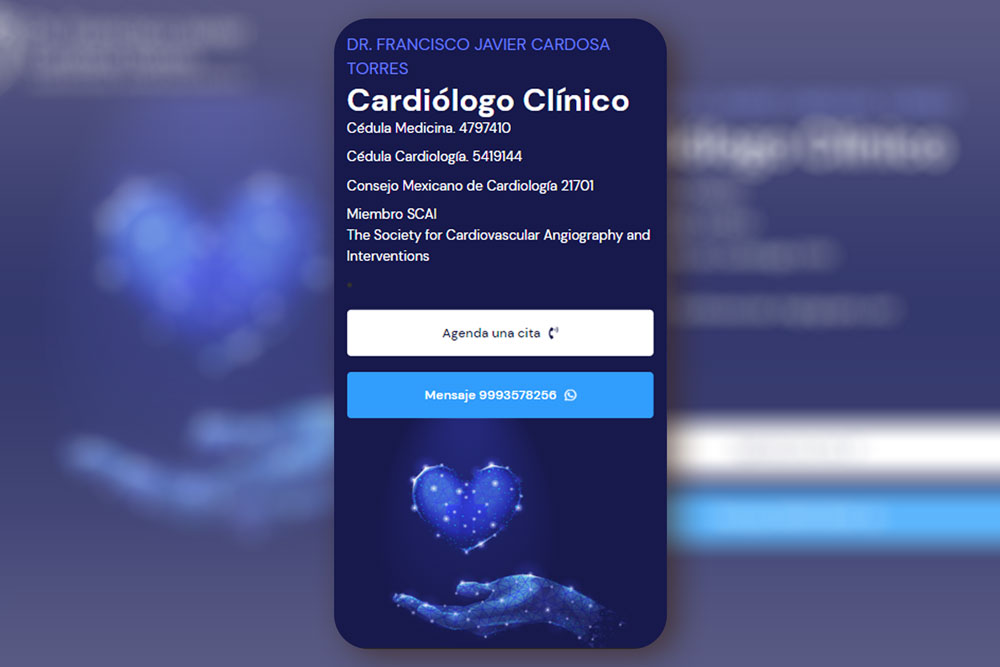 DR. FRANCISCO JAVIER CARDOSA
TORRES
Cardiólogo Clínico
Cédula Medicina. 4797410
Cédula Cardiología. 5419144
Consejo Mexicano de Cardiología 21701
Miembro SCAI
The Society for Cardiovascular Angiography and
Interventions
Agenda una cita
Mensaje 9993578256